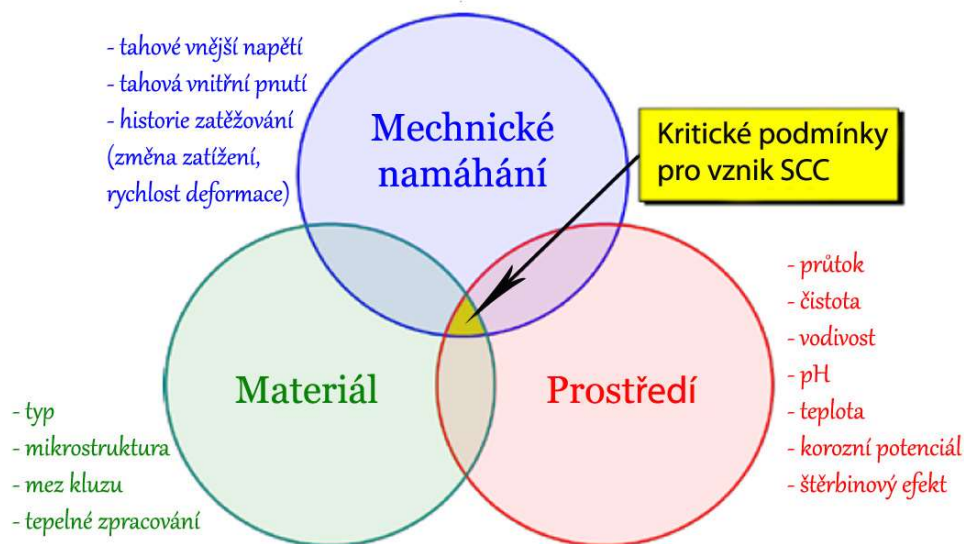 - tahové vnější napětí
- tahová vnitřní pnutí
- historie zatěžování
(změna zatížení,
rychlost deformace)
Mechnické
namáhání
Kritické podmínky
pro vznik SCC
Materiál
- typ
- mikrostruktura
- mez kluzu
- tepelné zpracování
Prostředí
- průtok
- čistota
- vodivost
- pH
- teplota
- korozní potenciál
- štěrbinový efekt